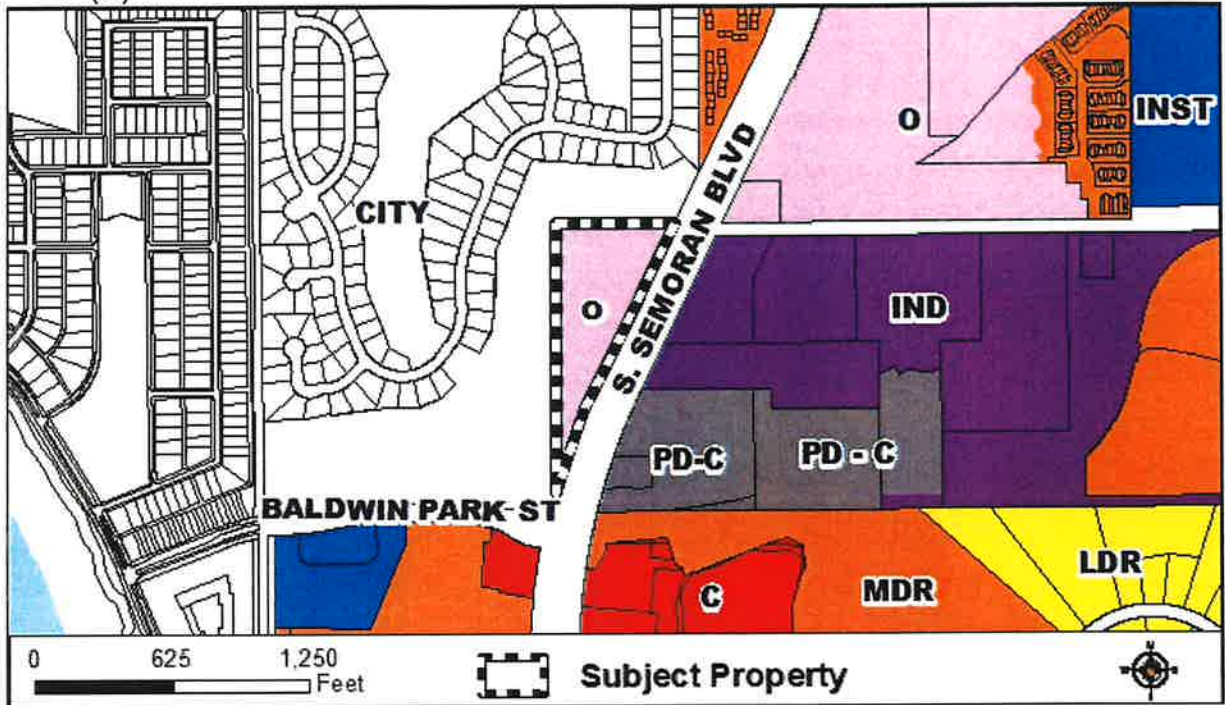 INST
O
CITY
S. SEMORAN BLVD
O
IND
PD-C
PD - C
BALDWIN PARK ST
LDR
C
MDR
0 625 1,250
Feet
Subject Property